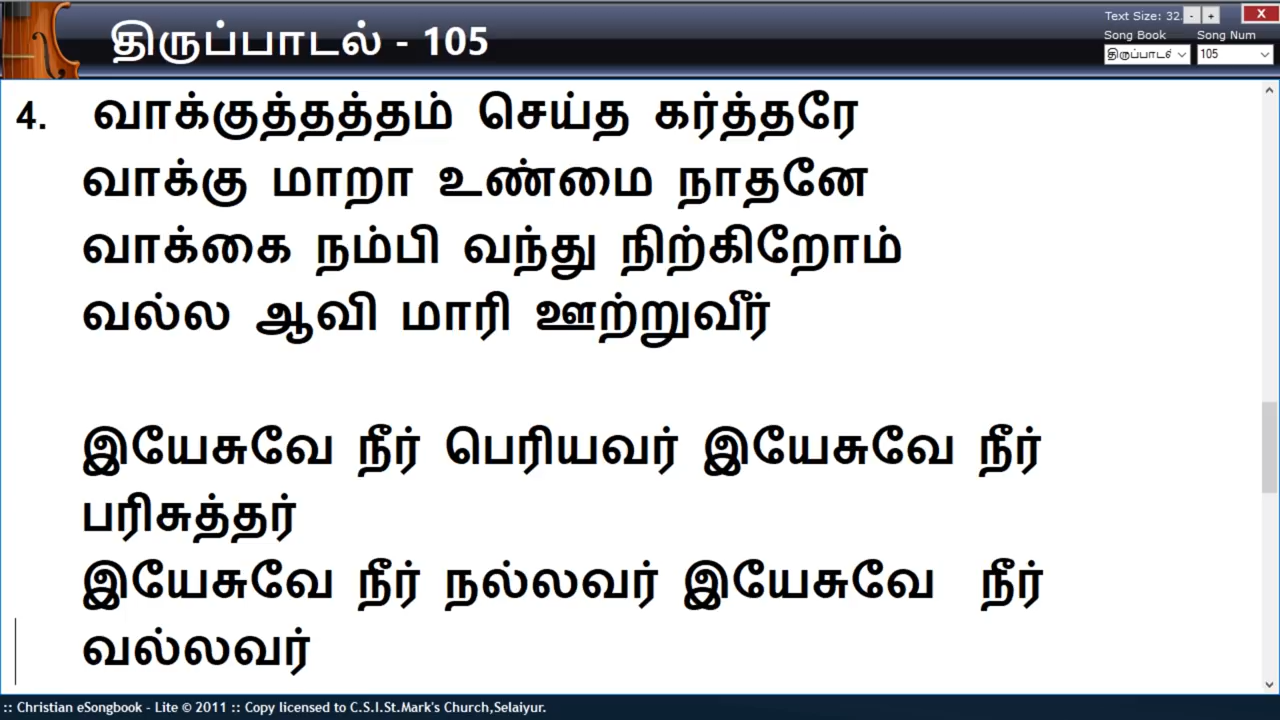 திருப்பாடல் - 105
Text Size: 32.
- +
X
Song Book Song Num
திருப்பாடல் 105
4. வாக்குத்தத்தம் செய்த கர்த்தரே
வாக்கு மாறா உண்மை நாதனே
வாக்கை நம்பி வந்து நிற்கிறோம்
வல்ல ஆவி மாரி ஊற்றுவீர்
இயேசுவே நீர் பெரியவர் இயேசுவே நீர்
பரிசுத்தர்
இயேசுவே நீர் நல்லவர் இயேசுவே நீர்
வல்லவர்
:: Christian eSongbook - Lite © 2011 :: Copy licensed to C.S.I.St.Mark's Church,Selaiyur.